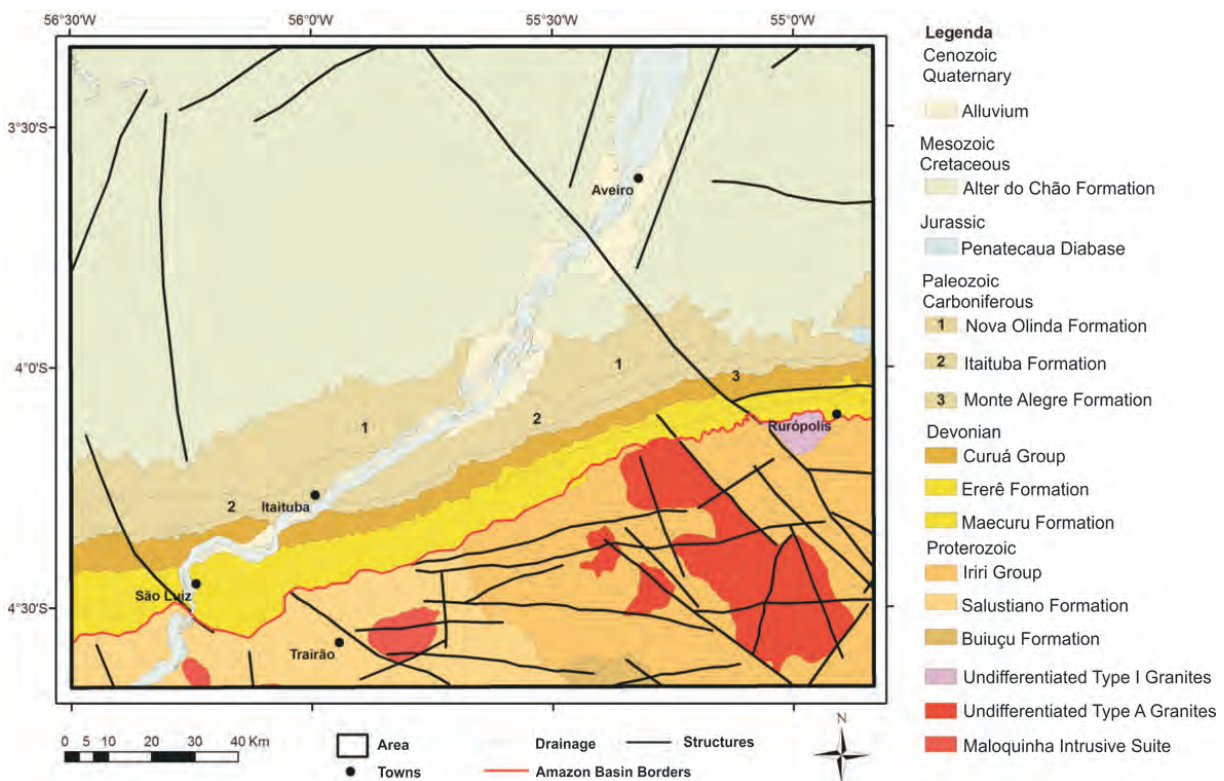 56°30'W
56°0'W
55°30'W
55°0'W
3°30'S
4°0'S
4°30'S
Aveiro
1
3
Rurópolis
2
1
Itaituba
2
São Luiz
Trairão
0 5 10 20 30 40 Km
Area
Drainage
Structures
Towns
Amazon Basin Borders
N
Legenda
Cenozoic
Quaternary
Alluvium
Mesozoic
Cretaceous
Alter do Chão Formation
Jurassic
Penatecaua Diabase
Paleozoic
Carboniferous
1 Nova Olinda Formation
2 Itaituba Formation
3 Monte Alegre Formation
Devonian
Curuá Group
Ererê Formation
Maecuru Formation
Proterozoic
Iriri Group
Salustiano Formation
Buiuçu Formation
Undifferentiated Type I Granites
Undifferentiated Type A Granites
Maloquinha Intrusive Suite